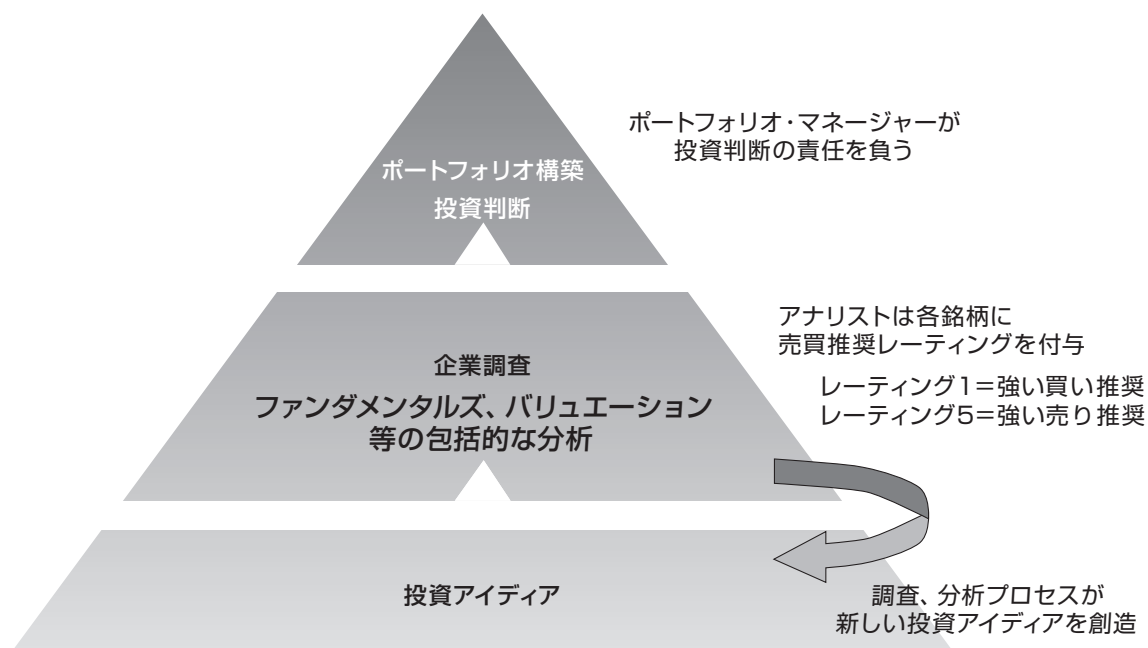 ポートフォリオ・マネージャーが
投資判断の責任を負う
ポートフォリオ構築
投資判断
アナリストは各銘柄に
売買推奨レーティングを付与
レーティング1=強い買い推奨
レーティング5=強い売り推奨
企業調査
ファンダメンタルズ、バリュエーション
等の包括的な分析
投資アイディア
調査、分析プロセスが
新しい投資アイディアを創造